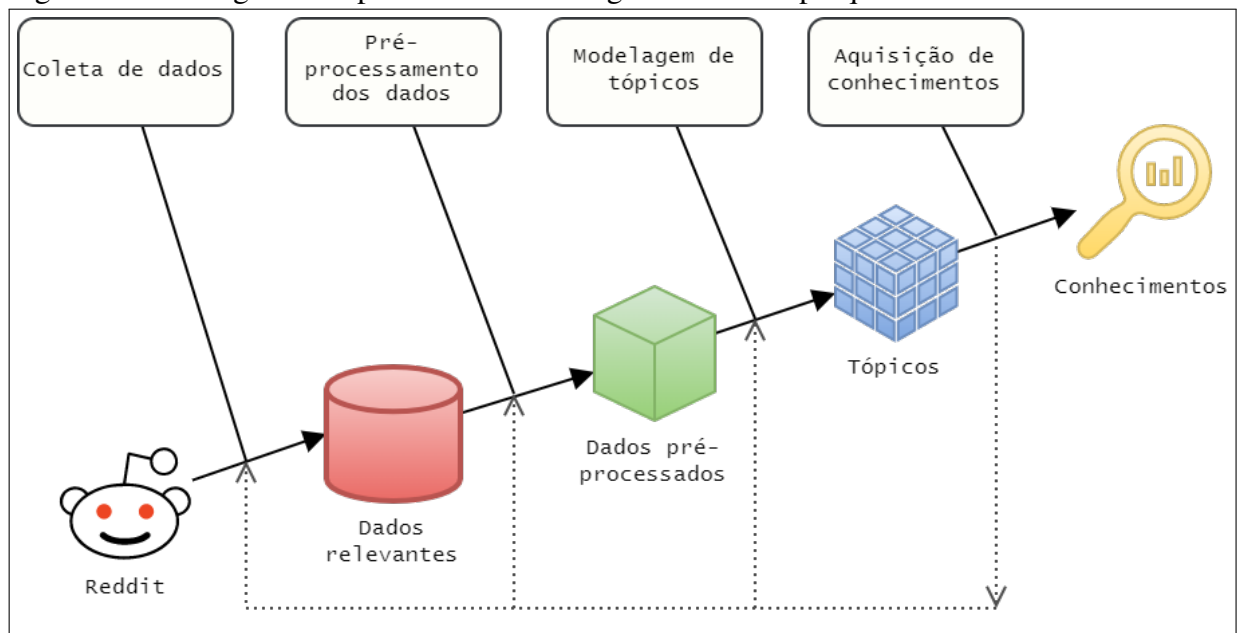 Coleta de dados
Pré-
processamento
dos dados
Modelagem de
tópicos
Aquisição de
conhecimentos
Conhecimentos
Tópicos
Dados pré-
processados
Dados
relevantes
Reddit